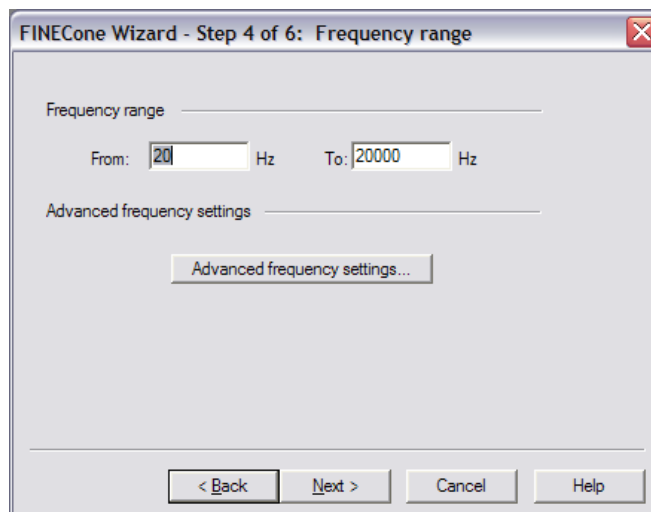 FINECone Wizard - Step 4 of 6: Frequency range
Frequency range
From: 20 Hz To: 20000 Hz
Advanced frequency settings
Advanced frequency settings...
< Back Next > Cancel Help